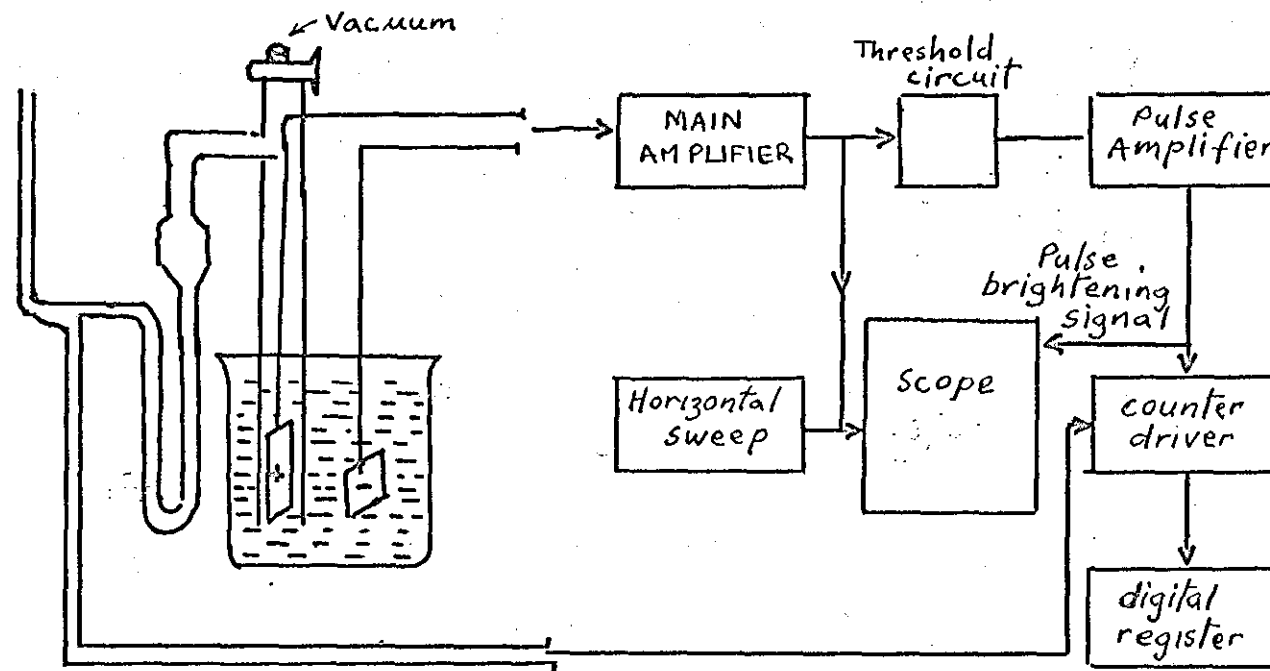 Vacuum
MAIN
AMPLIFIER
Threshold
circuit
Pulse
Amplifier
Pulse
brightening
signal
Horizontal
sweep
Scope
counter
driver
digital
register
+
-